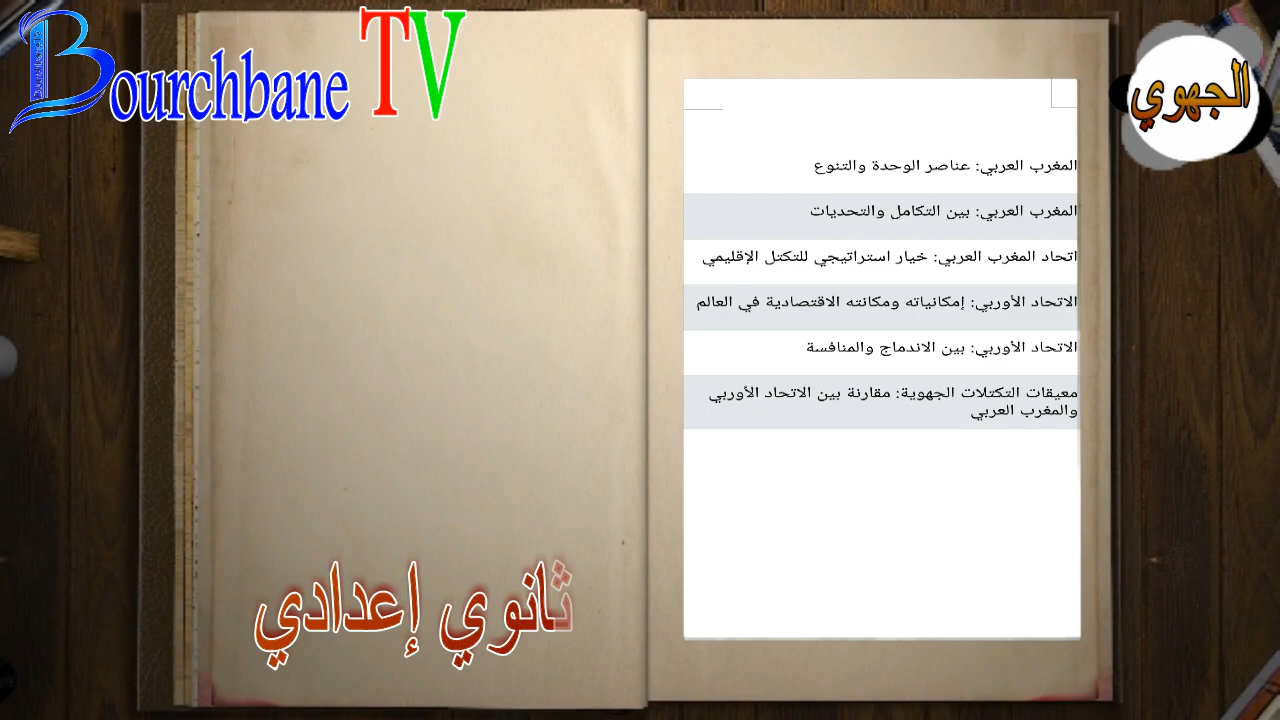 Bourchbane TV
الجهوي
المغرب العربي: عناصر الوحدة والتنوع
المغرب العربي: بين التكامل والتحديات
اتحاد المغرب العربي: خيار استراتيجي للتكتل الإقليمي
الاتحاد الأوربي: إمكانياته ومكانته الاقتصادية في العالم
الاتحاد الأوربي: بين الاندماج والمنافسة
معيقات التكتلات الجهوية: مقارنة بين الاتحاد الأوربي
والمغرب العربي
ثانوي إعدادي